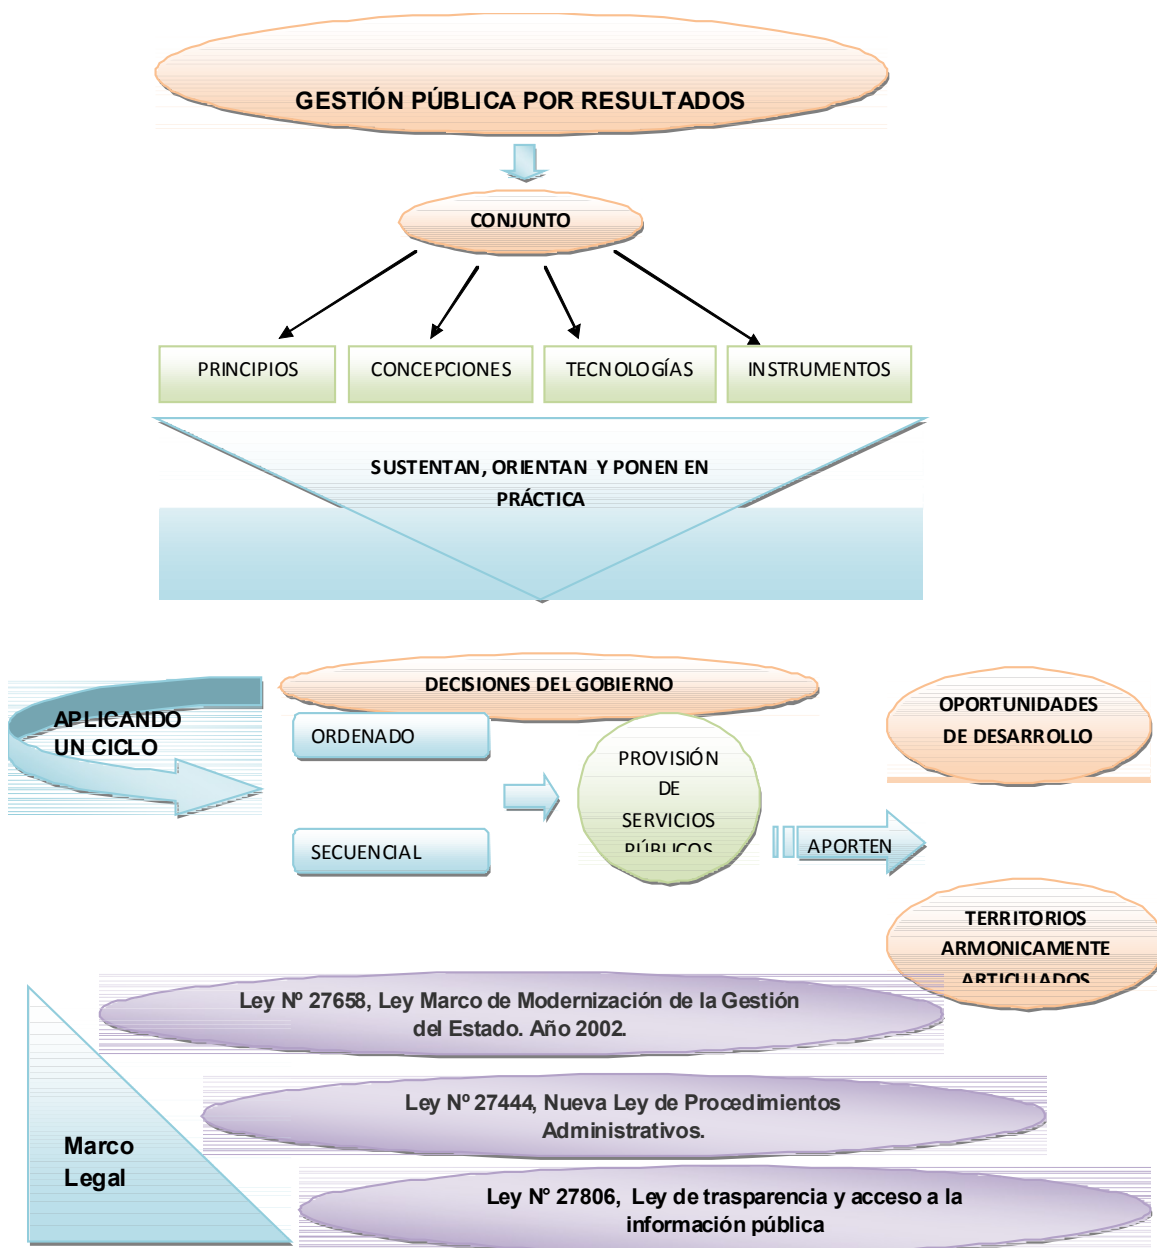 GESTIÓN PÚBLICA POR RESULTADOS
CONJUNTO
PRINCIPIOS
CONCEPCIONES
TECNOLOGÍAS
INSTRUMENTOS
SUSTENTAN, ORIENTAN Y PONEN EN
PRÁCTICA
DECISIONES DEL GOBIERNO
APLICANDO
UN CICLO
ORDENADO
SECUENCIAL
PROVISIÓN
DE
SERVICIOS
PÚBLICOS
APORTEN
OPORTUNIDADES
DE DESARROLLO
TERRITORIOS
ARMONICAMENTE
ARTICULADOS
Marco
Legal
Ley Nº 27658, Ley Marco de Modernización de la Gestión
del Estado. Año 2002.
Ley Nº 27444, Nueva Ley de Procedimientos
Administrativos.
Ley N° 27806, Ley de trasparencia y acceso a la
información pública